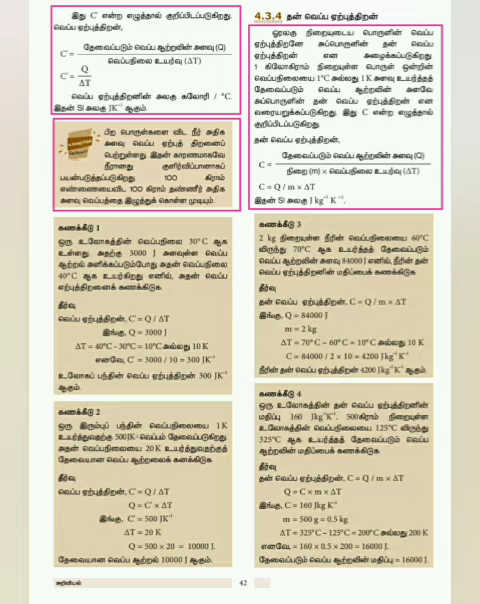 இது C′ என்ற எழுத்தால் குறிப்பிடப்படுகிறது.
வெப்ப ஏற்புத்திறன்,
C′ = தேவைப்படும் வெப்ப ஆற்றலின் அளவு (Q) / வெப்பநிலை உயர்வு (ΔT)
C′ = Q / ΔT
வெப்ப ஏற்புத்திறனின் அலகு கலோரி / °C.
இதன் SI அலகு JK⁻¹ ஆகும்.
பிற பொருள்களை விட நீர் அதிக
அளவு வெப்ப ஏற்புத் திறனைப்
பெற்றுள்ளது. இதன் காரணமாகவே
நீரானது குளிர்விப்பானாகப்
பயன்படுத்தப்படுகிறது. 100 கிராம்
எண்ணெயைவிட 100 கிராம் தண்ணீர் அதிக
அளவு வெப்பத்தை இழுத்துக் கொள்ள முடியும்.
கணக்கீடு 1
ஒரு உலோகத்தின் வெப்பநிலை 30°C ஆக
உள்ளது. அதற்கு 3000 J அளவுள்ள வெப்ப
ஆற்றல் அளிக்கப்படும்போது அதன் வெப்பநிலை
40°C ஆக உயர்கிறது எனில், அதன் வெப்ப
ஏற்புத்திறனைக் கணக்கிடுக.
தீர்வு
வெப்ப ஏற்புத்திறன், C′ = Q / ΔT
இங்கு, Q = 3000 J
ΔT = 40°C - 30°C = 10°C அல்லது 10 K
எனவே, C′ = 3000 / 10 = 300 JK⁻¹
உலோகப் பந்தின் வெப்ப ஏற்புத்திறன் 300 JK⁻¹
ஆகும்.
கணக்கீடு 2
ஒரு இரும்புப் பந்தின் வெப்பநிலையை 1 K
உயர்த்துவதற்கு 500 JK⁻¹ வெப்பம் தேவைப்படுகிறது.
அதன் வெப்பநிலையை 20 K உயர்த்துவதற்குத்
தேவையான வெப்ப ஆற்றலைக் கணக்கிடுக.
தீர்வு
வெப்ப ஏற்புத்திறன், C′ = Q / ΔT
Q = C′ × ΔT
இங்கு, C′ = 500 JK⁻¹
ΔT = 20 K
Q = 500 × 20 = 10000 J.
தேவையான வெப்ப ஆற்றல் 10000 J ஆகும்.
4.3.4 தன் வெப்ப ஏற்புத்திறன்
ஓரலகு நிறையுடைய பொருளின் வெப்ப
ஏற்புத்திறனே அப்பொருளின் தன் வெப்ப
ஏற்புத்திறன் என அழைக்கப்படுகிறது.
1 கிலோகிராம் நிறையுள்ள பொருள் ஒன்றின்
வெப்பநிலையை 1°C அல்லது 1 K அளவு உயர்த்தத்
தேவைப்படும் வெப்ப ஆற்றலின் அளவே
அப்பொருளின் தன் வெப்ப ஏற்புத்திறன் என
வரையறுக்கப்படுகிறது. இது C என்ற எழுத்தால்
குறிப்பிடப்படுகிறது.
தன் வெப்ப ஏற்புத்திறன்,
C = தேவைப்படும் வெப்ப ஆற்றலின் அளவு (Q) / நிறை (m) × வெப்பநிலை உயர்வு (ΔT)
C = Q / m × ΔT
இதன் SI அலகு J kg⁻¹ K⁻¹.
கணக்கீடு 3
2 kg நிறையுள்ள நீரின் வெப்பநிலையை 60°C
லிருந்து 70°C ஆக உயர்த்தத் தேவைப்படும்
வெப்ப ஆற்றலின் அளவு 84000 J எனில், நீரின் தன்
வெப்ப ஏற்புத்திறனின் மதிப்பைக் கணக்கிடுக.
தீர்வு
தன் வெப்ப ஏற்புத்திறன், C = Q / m × ΔT
இங்கு, Q = 84000 J
m = 2 kg
ΔT = 70°C – 60°C = 10°C அல்லது 10 K
C = 84000 / 2 × 10 = 4200 J kg⁻¹ K⁻¹
நீரின் தன் வெப்ப ஏற்புத்திறன் 4200 J kg⁻¹ K⁻¹ ஆகும்.
கணக்கீடு 4
ஒரு உலோகத்தின் தன் வெப்ப ஏற்புத்திறனின்
மதிப்பு 160 Jkg⁻¹K⁻¹. 500கிராம் நிறையுள்ள
உலோகத்தின் வெப்பநிலையை 125°C லிருந்து
325°C ஆக உயர்த்தத் தேவைப்படும் வெப்ப
ஆற்றலின் மதிப்பைக் கணக்கிடுக.
தீர்வு
தன் வெப்ப ஏற்புத்திறன், C = Q / m × ΔT
Q = C × m × ΔT
இங்கு, C = 160 Jkg K⁻¹
m = 500 g = 0.5 kg
ΔT = 325°C – 125°C = 200°C அல்லது 200 K
எனவே, = 160 × 0.5 × 200 = 16000 J.
தேவைப்படும் வெப்ப ஆற்றலின் மதிப்பு = 16000 J.
அறிவியல் 42